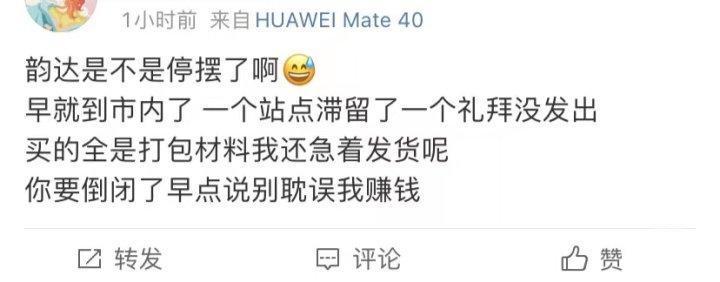 1小时前 来自 HUAWEI Mate 40
韵达是不是停摆了啊😅
早就到市内了 一个站点滞留了一个礼拜没发出
买的全是打包材料我还急着发货呢
你要倒闭了早点说别耽误我赚钱
转发 评论 赞